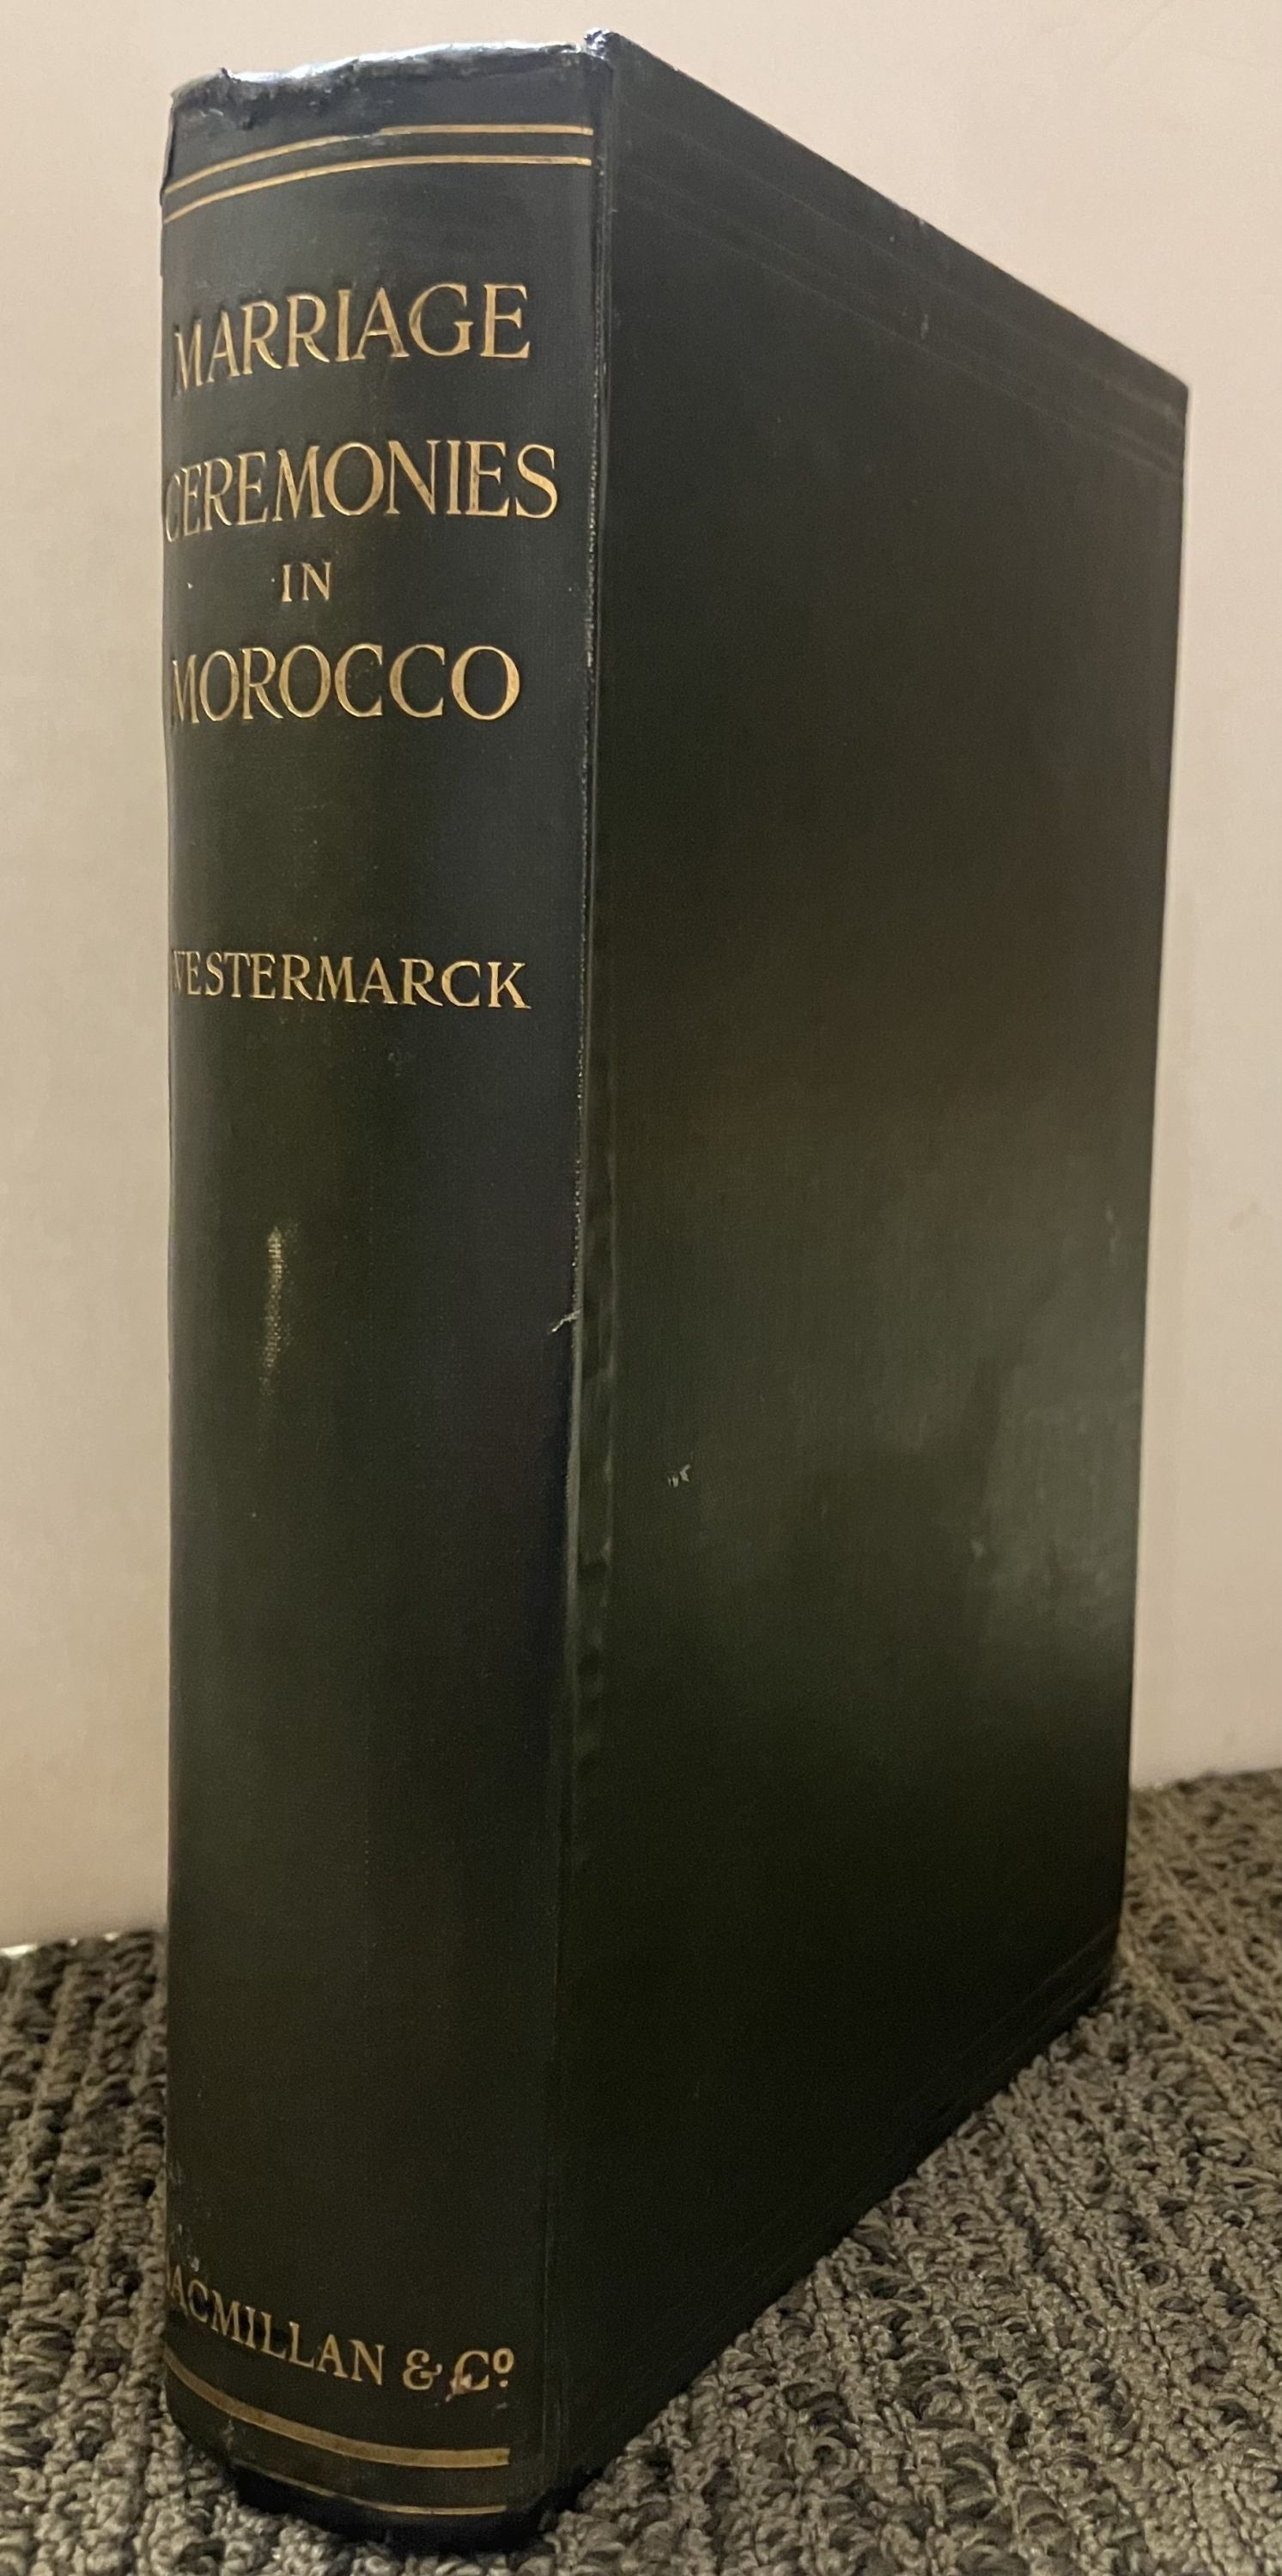 MARRIAGE
CEREMONIES
IN
MOROCCO
WESTERMARCK
MACMILLAN & Cº